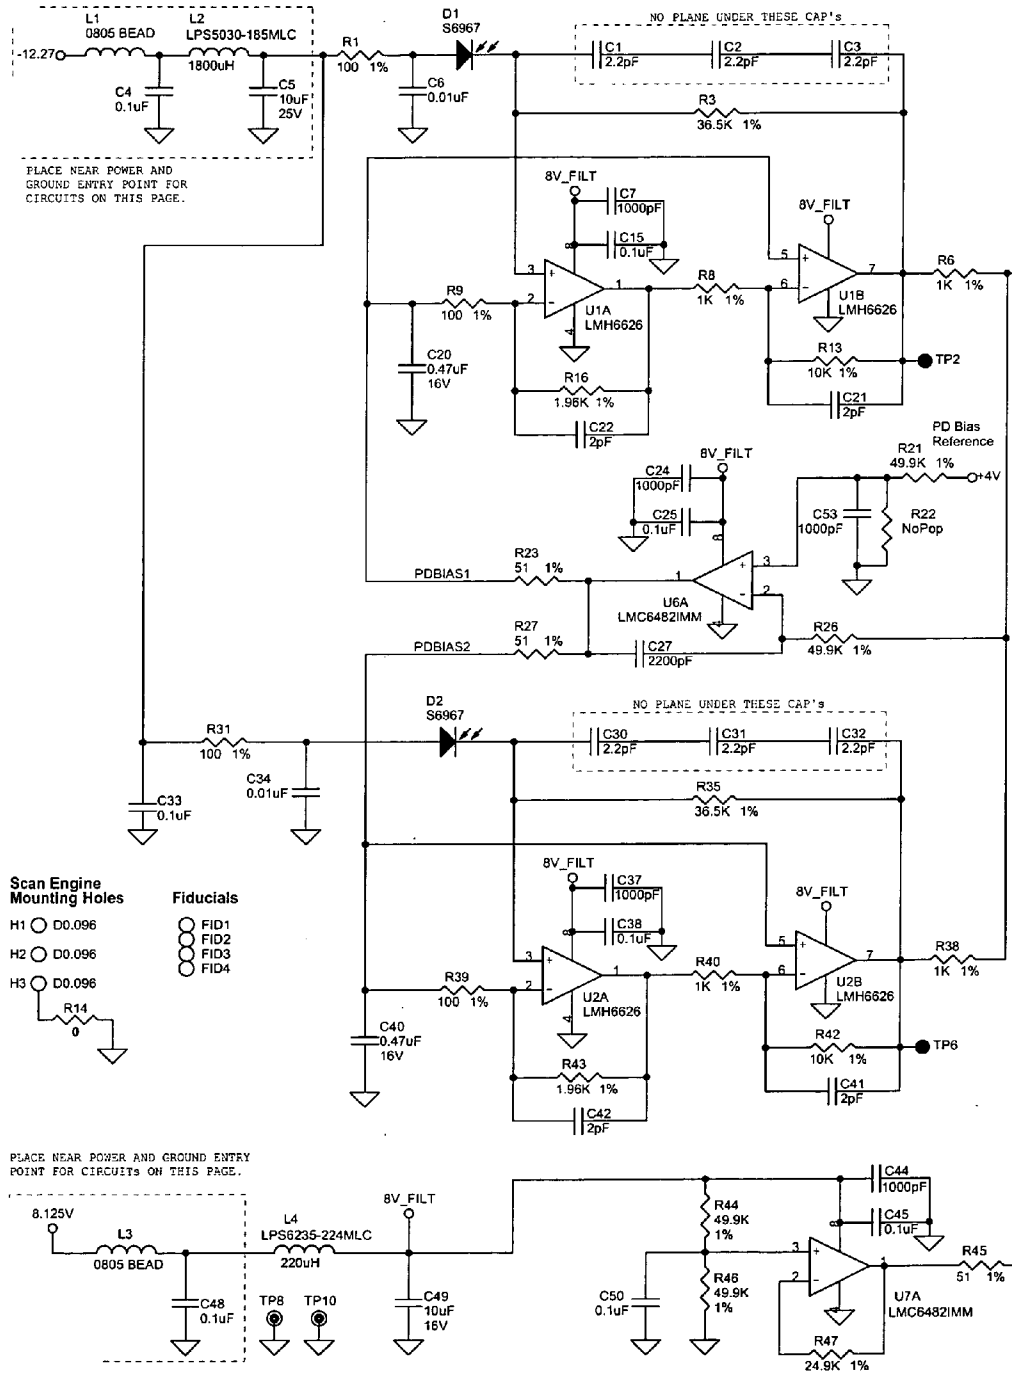 L1
0805 BEAD
L2
LPS5030-185MLC
1800uH
-12.27
C4
0.1uF
C5
10uF
25V
R1
100 1%
C6
0.01uF
D1
S6967
NO PLANE UNDER THESE CAP's
C1
2.2pF
C2
2.2pF
C3
2.2pF
R3
36.5K 1%
PLACE NEAR POWER AND
GROUND ENTRY POINT FOR
CIRCUITS ON THIS PAGE.
8V_FILT
C7
1000pF
C15
0.1uF
8V_FILT
R9
100 1%
3
+
2
-
8
4
1
U1A
LMH6626
R8
1K 1%
5
+
6
-
7
U1B
LMH6626
R6
1K 1%
C20
0.47uF
16V
R16
1.96K 1%
C22
2pF
R13
10K 1%
C21
2pF
TP2
PD Bias
Reference
R21
49.9K 1%
+4V
8V_FILT
C24
1000pF
C25
0.1uF
C53
1000pF
R22
NoPop
PDBIAS1
R23
51 1%
1
8
4
+
3
-
2
U6A
LMC6482IMM
PDBIAS2
R27
51 1%
C27
2200pF
R26
49.9K 1%
D2
S6967
NO PLANE UNDER THESE CAP's
R31
100 1%
C30
2.2pF
C31
2.2pF
C32
2.2pF
C33
0.1uF
C34
0.01uF
R35
36.5K 1%
Scan Engine
Mounting Holes
H1 D0.096
H2 D0.096
H3 D0.096
R14
0
Fiducials
FID1
FID2
FID3
FID4
8V_FILT
C37
1000pF
C38
0.1uF
8V_FILT
R39
100 1%
3
+
2
-
8
4
1
U2A
LMH6626
R40
1K 1%
5
+
6
-
7
U2B
LMH6626
R38
1K 1%
C40
0.47uF
16V
R43
1.96K 1%
C42
2pF
R42
10K 1%
C41
2pF
TP6
PLACE NEAR POWER AND GROUND ENTRY
POINT FOR CIRCUITs ON THIS PAGE.
8.125V
L3
0805 BEAD
L4
LPS6235-224MLC
220uH
8V_FILT
C48
0.1uF
TP8
TP10
C49
10uF
16V
R44
49.9K
1%
C50
0.1uF
R46
49.9K
1%
C44
1000pF
C45
0.1uF
3
+
2
-
8
4
1
U7A
LMC6482IMM
R45
51 1%
R47
24.9K 1%